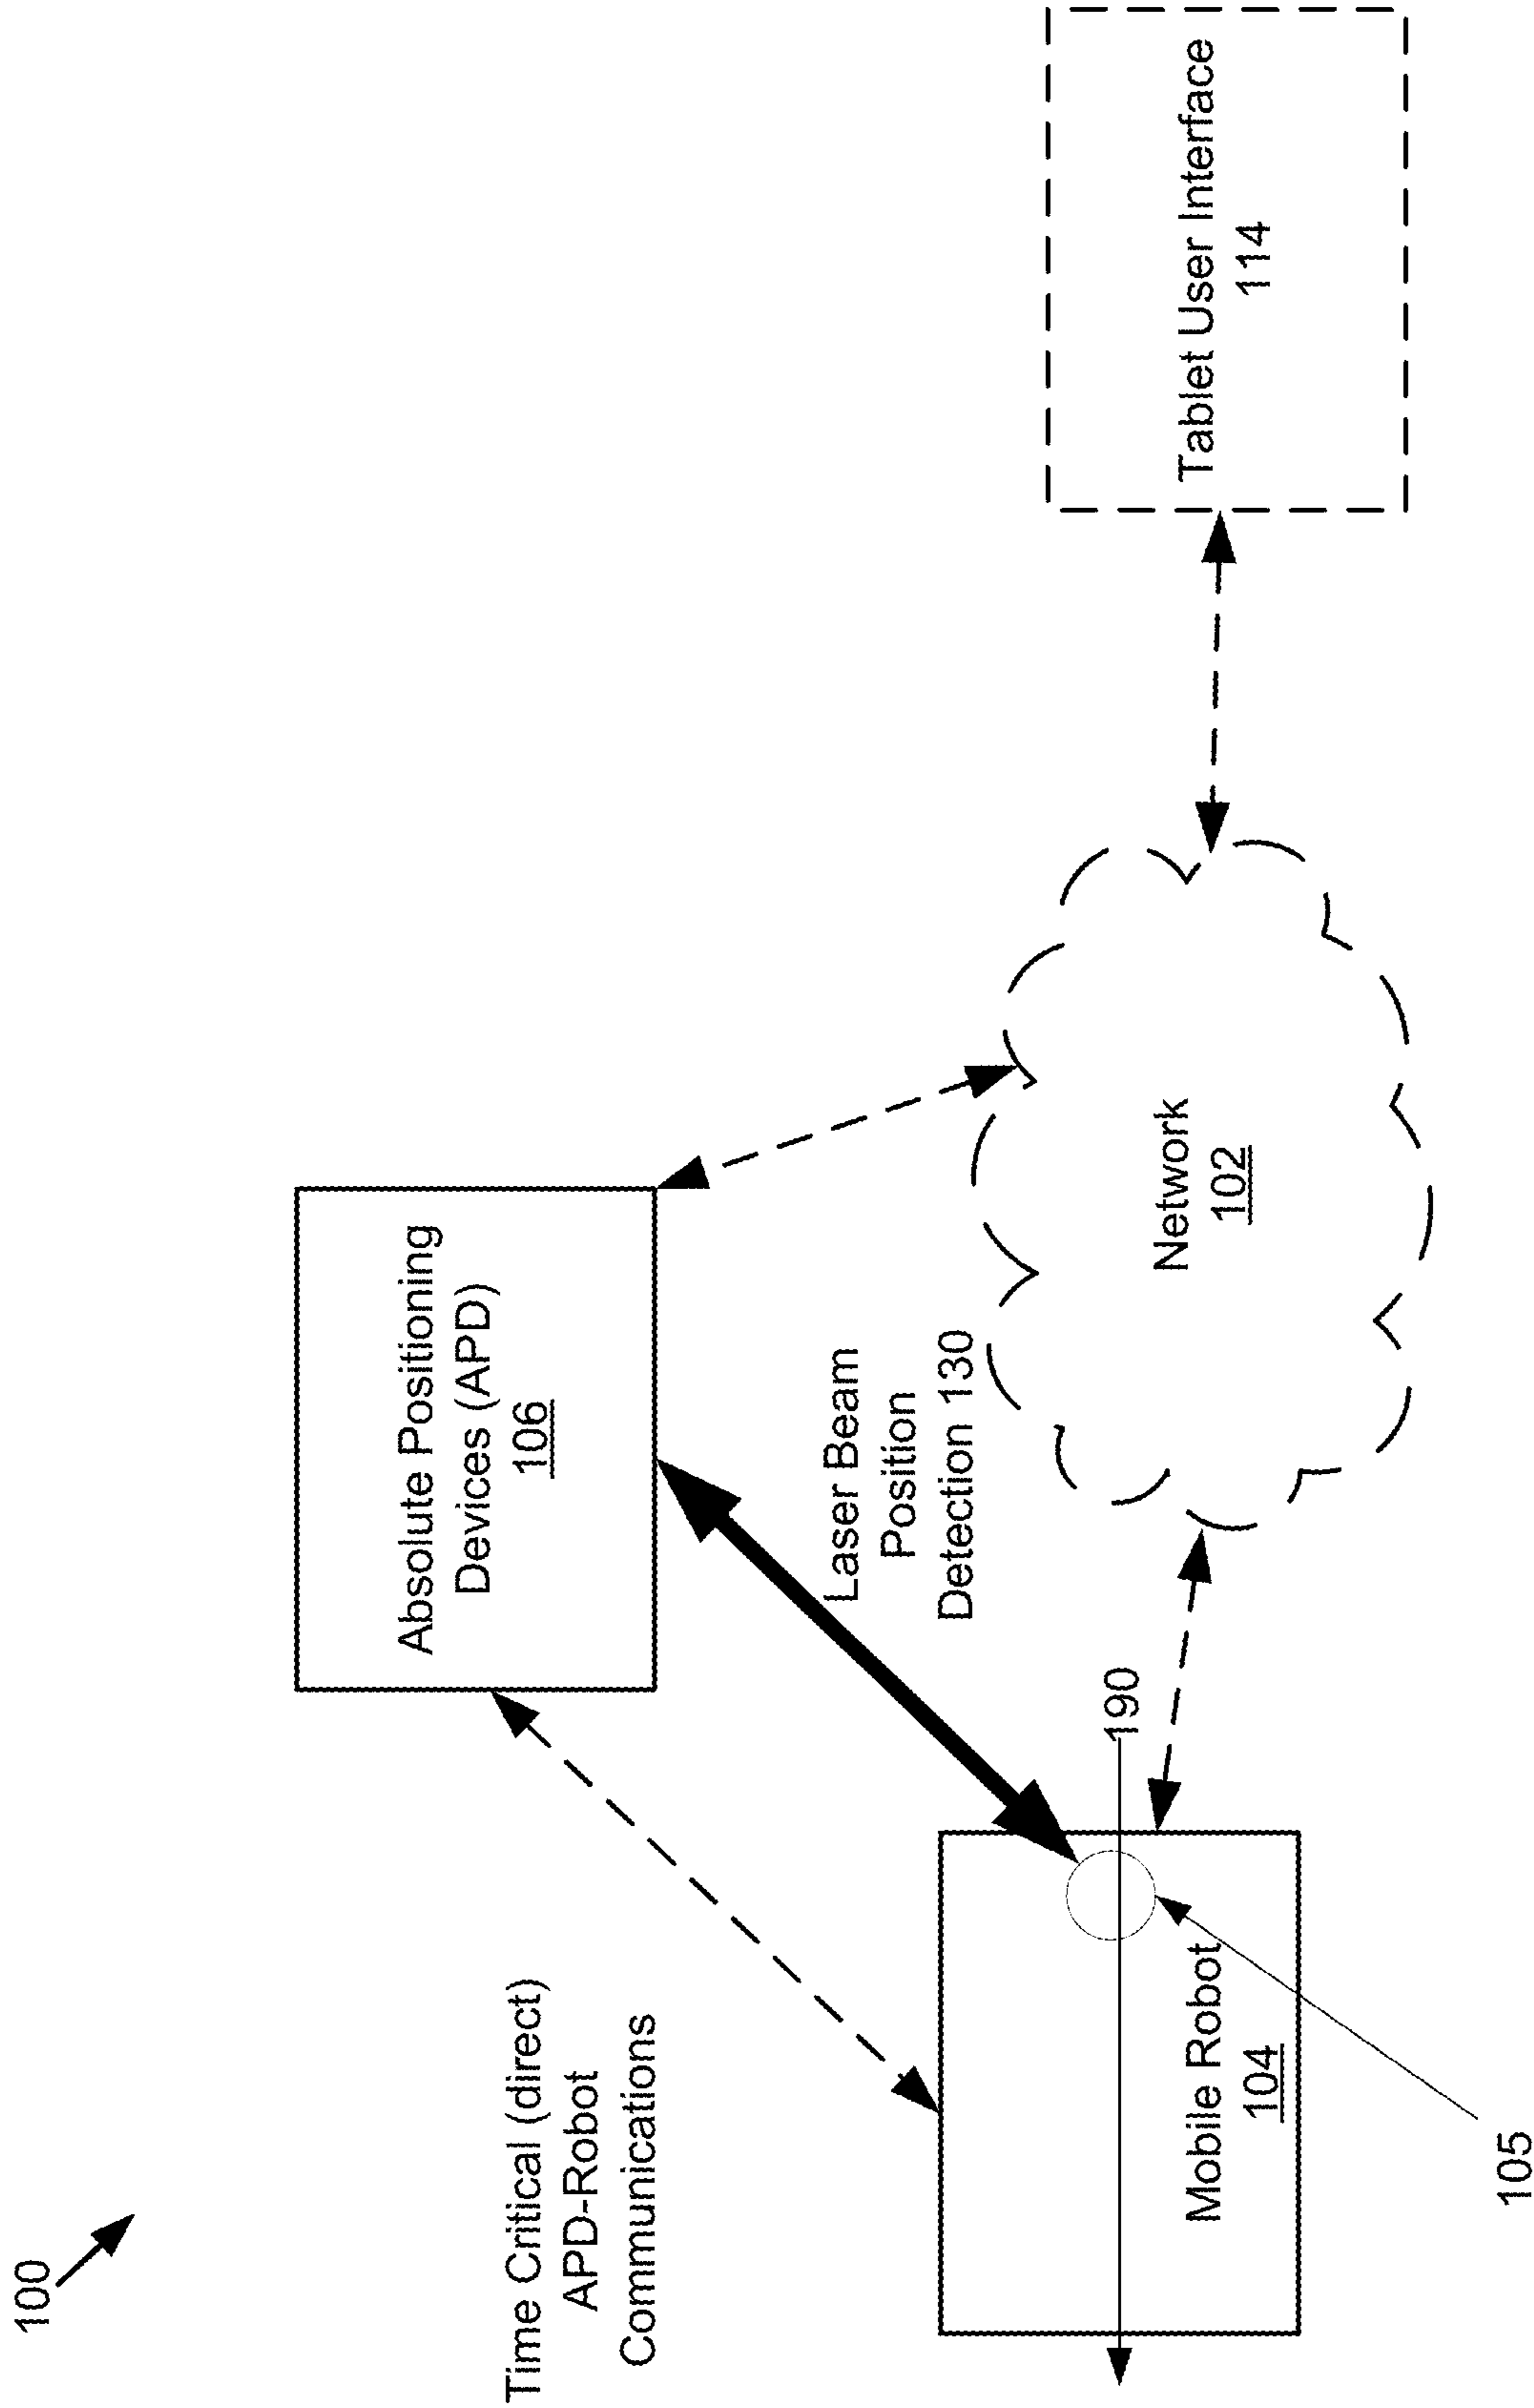 100
Time Critical (direct)
APD-Robot
Communications
Absolute Positioning
Devices (APD)
106
Laser Beam
Position
Detection 130
190
Mobile Robot
104
105
Network
102
Tablet User Interface
114